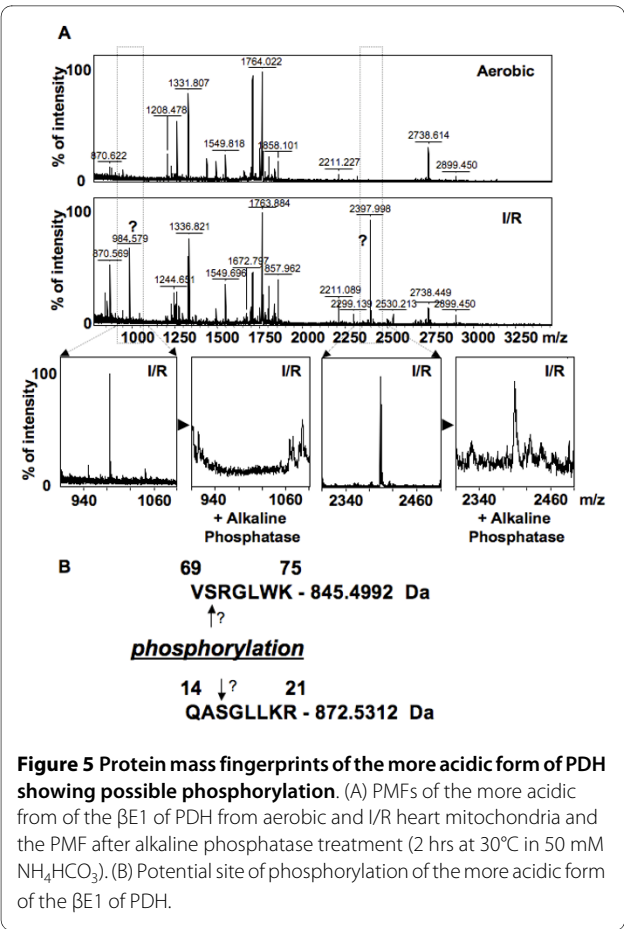 A
100
% of intensity
0
870.622
1208.478
1331.807
1549.818
1764.022
1858.101
2211.227
2738.614
2899.450
Aerobic
100
% of intensity
0
870.569
984.579
?
1244.651
1336.821
1549.696
1672.797
1763.884
857.962
2211.089
2299.139
2397.998
?
2530.213
2738.449
2899.450
I/R
1000 1250 1500 1750 2000 2250 2500 2750 3000 3250 m/z
100
% of intensity
0
I/R
I/R
I/R
I/R
940 1060
940 1060
2340 2460
2340 2460
m/z
+ Alkaline
Phosphatase
+ Alkaline
Phosphatase
B
69 75
VSRGLWK - 845.4992 Da
?
phosphorylation
14 ? 21
QASGLLKR - 872.5312 Da
Figure 5 Protein mass fingerprints of the more acidic form of PDH
showing possible phosphorylation. (A) PMFs of the more acidic
from of the βE1 of PDH from aerobic and I/R heart mitochondria and
the PMF after alkaline phosphatase treatment (2 hrs at 30°C in 50 mM
NH₄HCO₃). (B) Potential site of phosphorylation of the more acidic form
of the βE1 of PDH.